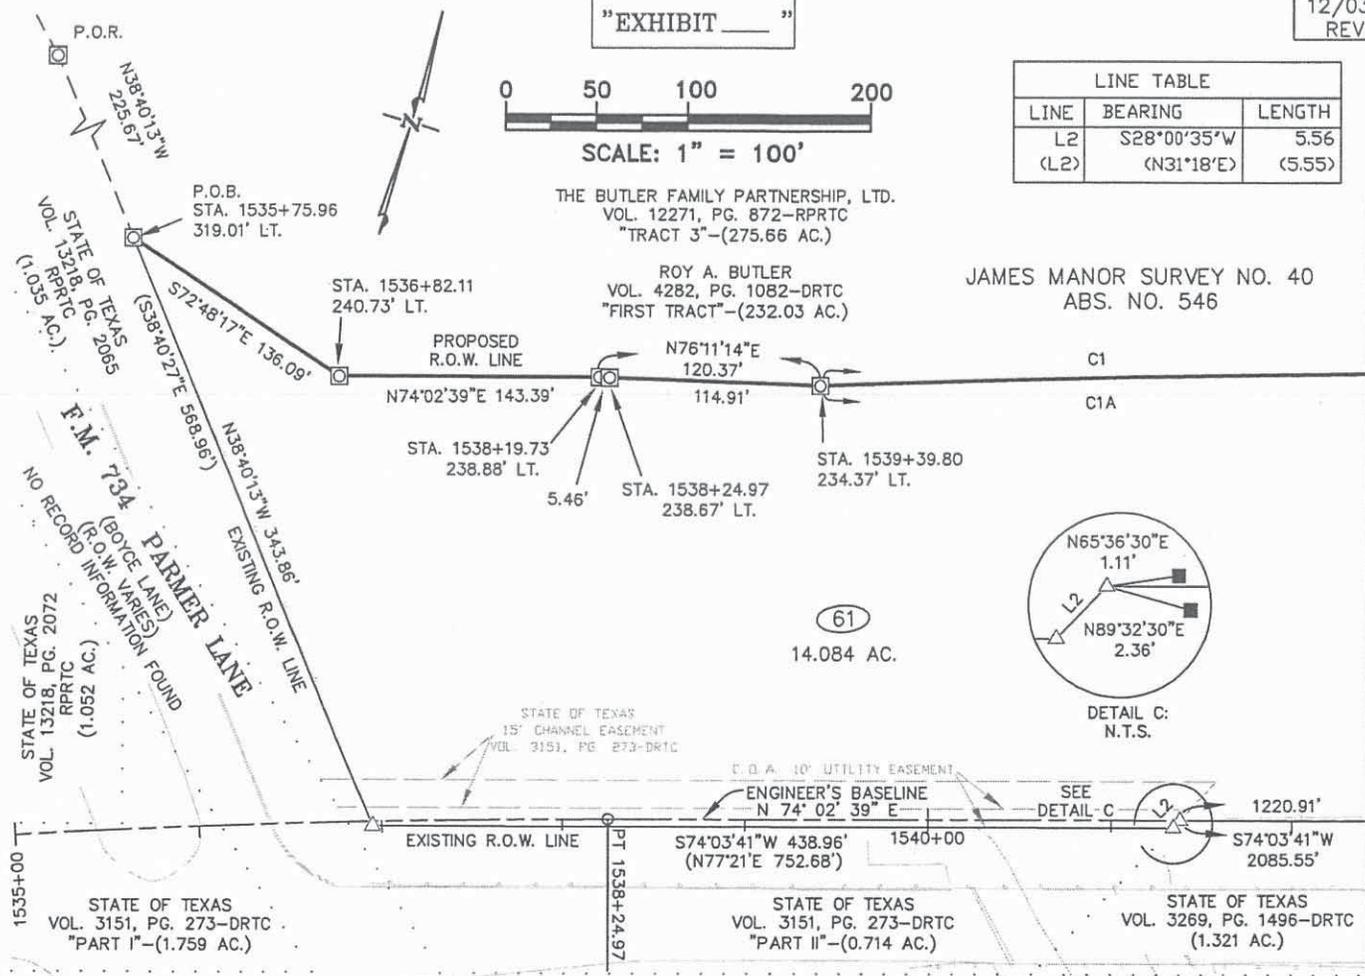 "EXHIBIT ____ "
12/03
REV
P.O.R.
N38°40'13"W
225.67'
N
0 50 100 200
SCALE: 1" = 100'
LINE TABLE
LINE BEARING LENGTH
L2 S28°00'35"W 5.56
(L2) (N31°18'E) (5.55)
P.O.B.
STA. 1535+75.96
319.01' LT.
THE BUTLER FAMILY PARTNERSHIP, LTD.
VOL. 12271, PG. 872-RPRTC
"TRACT 3"-(275.66 AC.)
ROY A. BUTLER
VOL. 4282, PG. 1082-DRTC
"FIRST TRACT"-(232.03 AC.)
JAMES MANOR SURVEY NO. 40
ABS. NO. 546
STATE OF TEXAS
VOL. 13218, PG. 2065
RPRTC
(1.035 AC.)
S72°48'17"E 136.09'
STA. 1536+82.11
240.73' LT.
PROPOSED
R.O.W. LINE
N74°02'39"E 143.39'
N76°11'14"E
120.37'
114.91'
C1
C1A
STA. 1538+19.73
238.88' LT.
5.46'
STA. 1538+24.97
238.67' LT.
STA. 1539+39.80
234.37' LT.
(S38°40'27"E 568.96')
N38°40'13"W 343.86'
EXISTING R.O.W. LINE
F.M. 734 PARMER LANE
(BOYCE LANE)
(R.O.W. VARIES)
NO RECORD INFORMATION FOUND
STATE OF TEXAS
VOL. 13218, PG. 2072
RPRTC
(1.052 AC.)
61
14.084 AC.
N65°36'30"E
1.11'
L2
N89°32'30"E
2.36'
DETAIL C:
N.T.S.
STATE OF TEXAS
15' CHANNEL EASEMENT
VOL. 3151, PG. 273-DRTC
C.O.A. 10' UTILITY EASEMENT
ENGINEER'S BASELINE
N 74° 02' 39" E
SEE
DETAIL C
L2
1220.91'
EXISTING R.O.W. LINE
S74°03'41"W 438.96'
(N77°21'E 752.68')
1540+00
S74°03'41"W
2085.55'
1535+00
PT 1538+24.97
STATE OF TEXAS
VOL. 3151, PG. 273-DRTC
"PART I"-(1.759 AC.)
STATE OF TEXAS
VOL. 3151, PG. 273-DRTC
"PART II"-(0.714 AC.)
STATE OF TEXAS
VOL. 3269, PG. 1496-DRTC
(1.321 AC.)